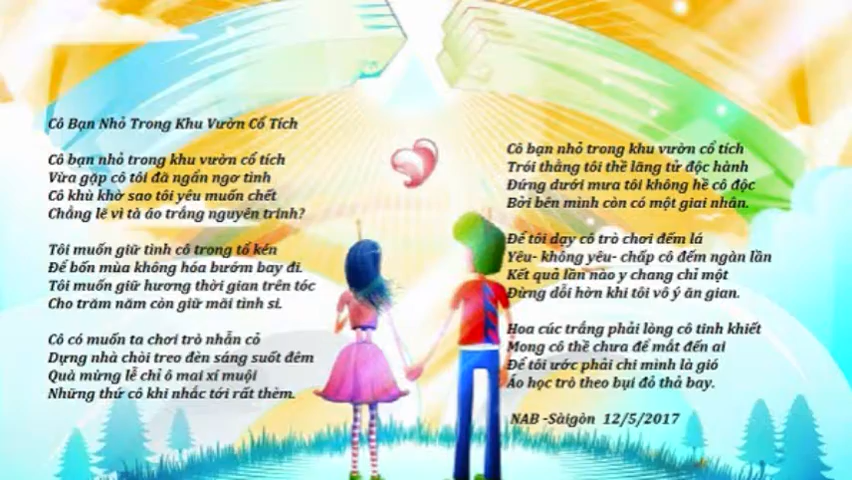 Cô Bạn Nhỏ Trong Khu Vườn Cổ Tích
Cô bạn nhỏ trong khu vườn cổ tích
Vừa gặp cô tôi đã ngẩn ngơ tình
Cô khù khờ sao tôi yêu muốn chết
Chẳng lẽ vì tà áo trắng nguyên trinh?
Tôi muốn giữ tình cô trong tổ kén
Để bốn mùa không hóa bướm bay đi.
Tôi muốn giữ hương thời gian trên tóc
Cho trăm năm còn giữ mãi tình si.
Cô có muốn ta chơi trò nhẫn cỏ
Dựng nhà chòi treo đèn sáng suốt đêm
Quà mừng lễ chỉ ô mai xí muội
Những thứ cô khi nhắc tới rất thèm.
Cô bạn nhỏ trong khu vườn cổ tích
Trói thằng tôi thề lãng tử độc hành
Đứng dưới mưa tôi không hề cô độc
Bởi bên mình còn có một giai nhân.
Để tôi dạy cô trò chơi đếm lá
Yêu- không yêu- chấp cô đếm ngàn lần
Kết quả lần nào y chang chỉ một
Đừng dỗi hờn khi tôi vô ý ăn gian.
Hoa cúc trắng phải lòng cô tinh khiết
Mong cô thề chưa để mắt đến ai
Để tôi ước phải chi mình là gió
Áo học trò theo bụi đỏ thả bay.
NAB -Sàigòn 12/5/2017